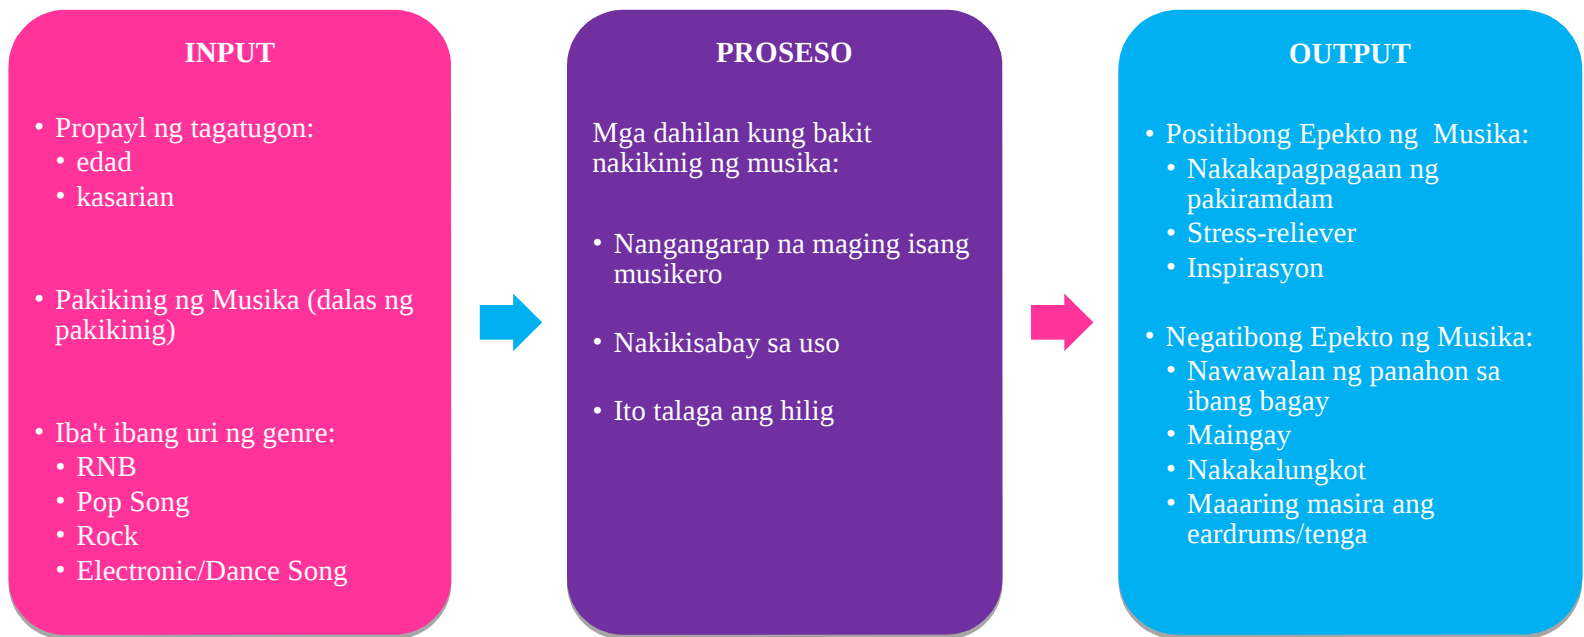 INPUT
• Propayl ng tagatugon:
• edad
• kasarian
• Pakikinig ng Musika (dalas ng
pakikinig)
• Iba't ibang uri ng genre:
• RNB
• Pop Song
• Rock
• Electronic/Dance Song
PROSESO
Mga dahilan kung bakit
nakikinig ng musika:
• Nangangarap na maging isang
musikero
• Nakikisabay sa uso
• Ito talaga ang hilig
OUTPUT
• Positibong Epekto ng  Musika:
• Nakakapagpagaan ng
pakiramdam
• Stress-reliever
• Inspirasyon
• Negatibong Epekto ng Musika:
• Nawawalan ng panahon sa
ibang bagay
• Maingay
• Nakakalungkot
• Maaaring masira ang
eardrums/tenga